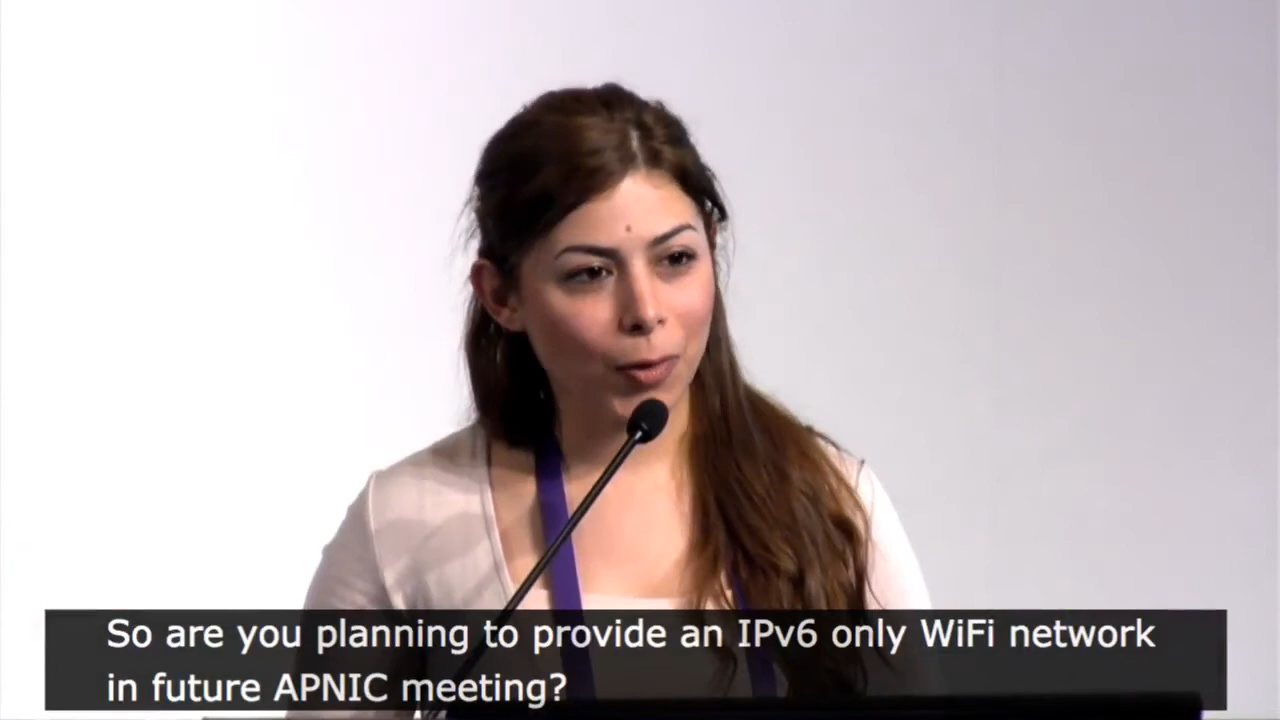 So are you planning to provide an IPv6 only WiFi network
in future APNIC meeting?